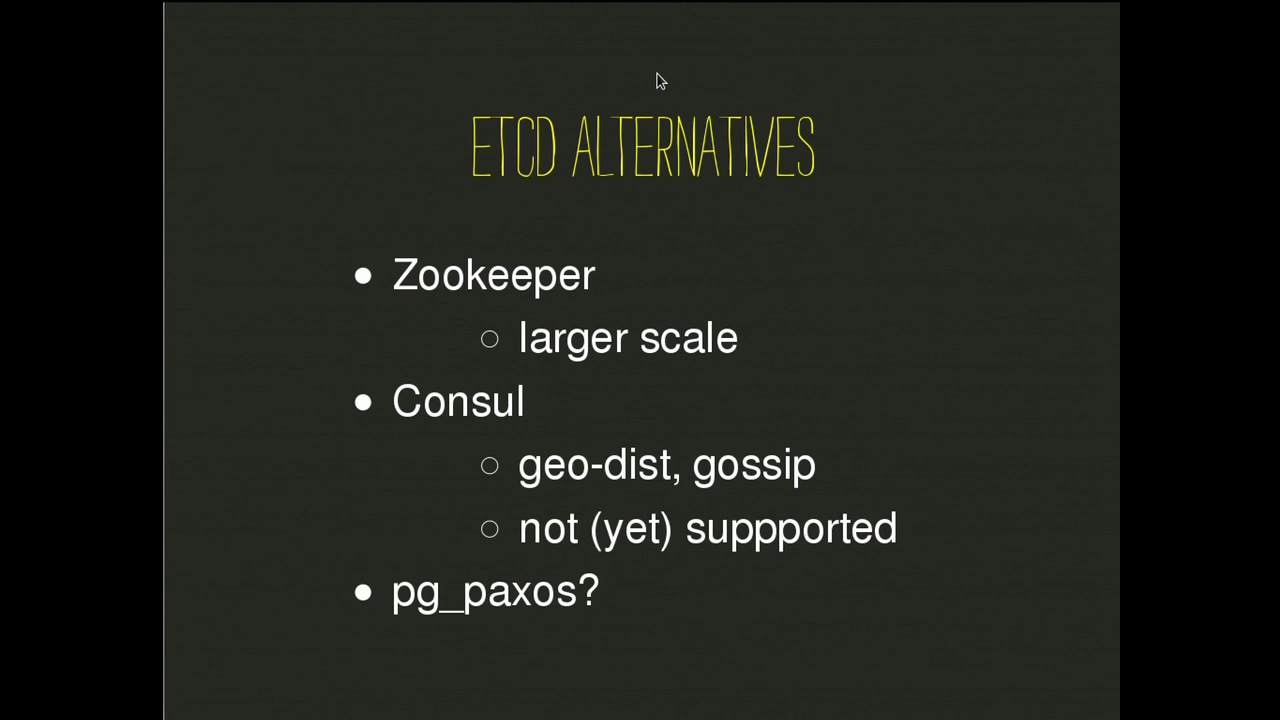 ETCD ALTERNATIVES
Zookeeper
larger scale
Consul
geo-dist, gossip
not (yet) suppported
pg_paxos?